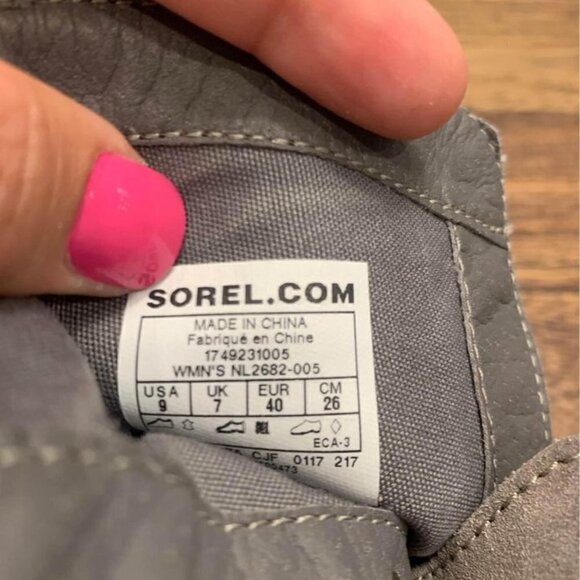 SOREL.COM
MADE IN CHINA
Fabriqué en Chine
1749231005
WMN'S NL2682-005
USA UK EUR CM
9 7 40 26
ECA-3
CJF 0117 217